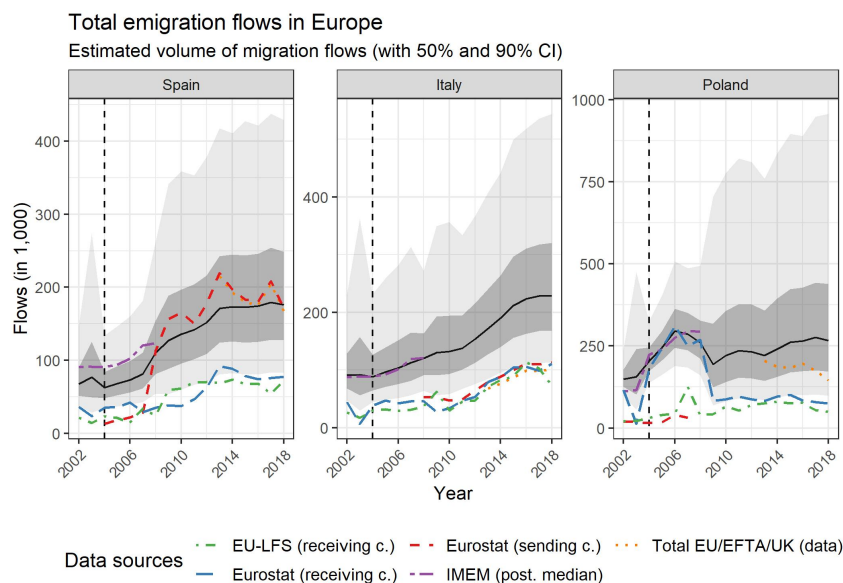 Total emigration flows in Europe
Estimated volume of migration flows (with 50% and 90% CI)
Spain
Italy
Poland
Flows (in 1,000)
400
300
200
100
0
400
200
0
1000
750
500
250
0
2002 2006 2010 2014 2018
2002 2006 2010 2014 2018
2002 2006 2010 2014 2018
Year
Data sources
EU-LFS (receiving c.)
Eurostat (sending c.)
Total EU/EFTA/UK (data)
Eurostat (receiving c.)
IMEM (post. median)